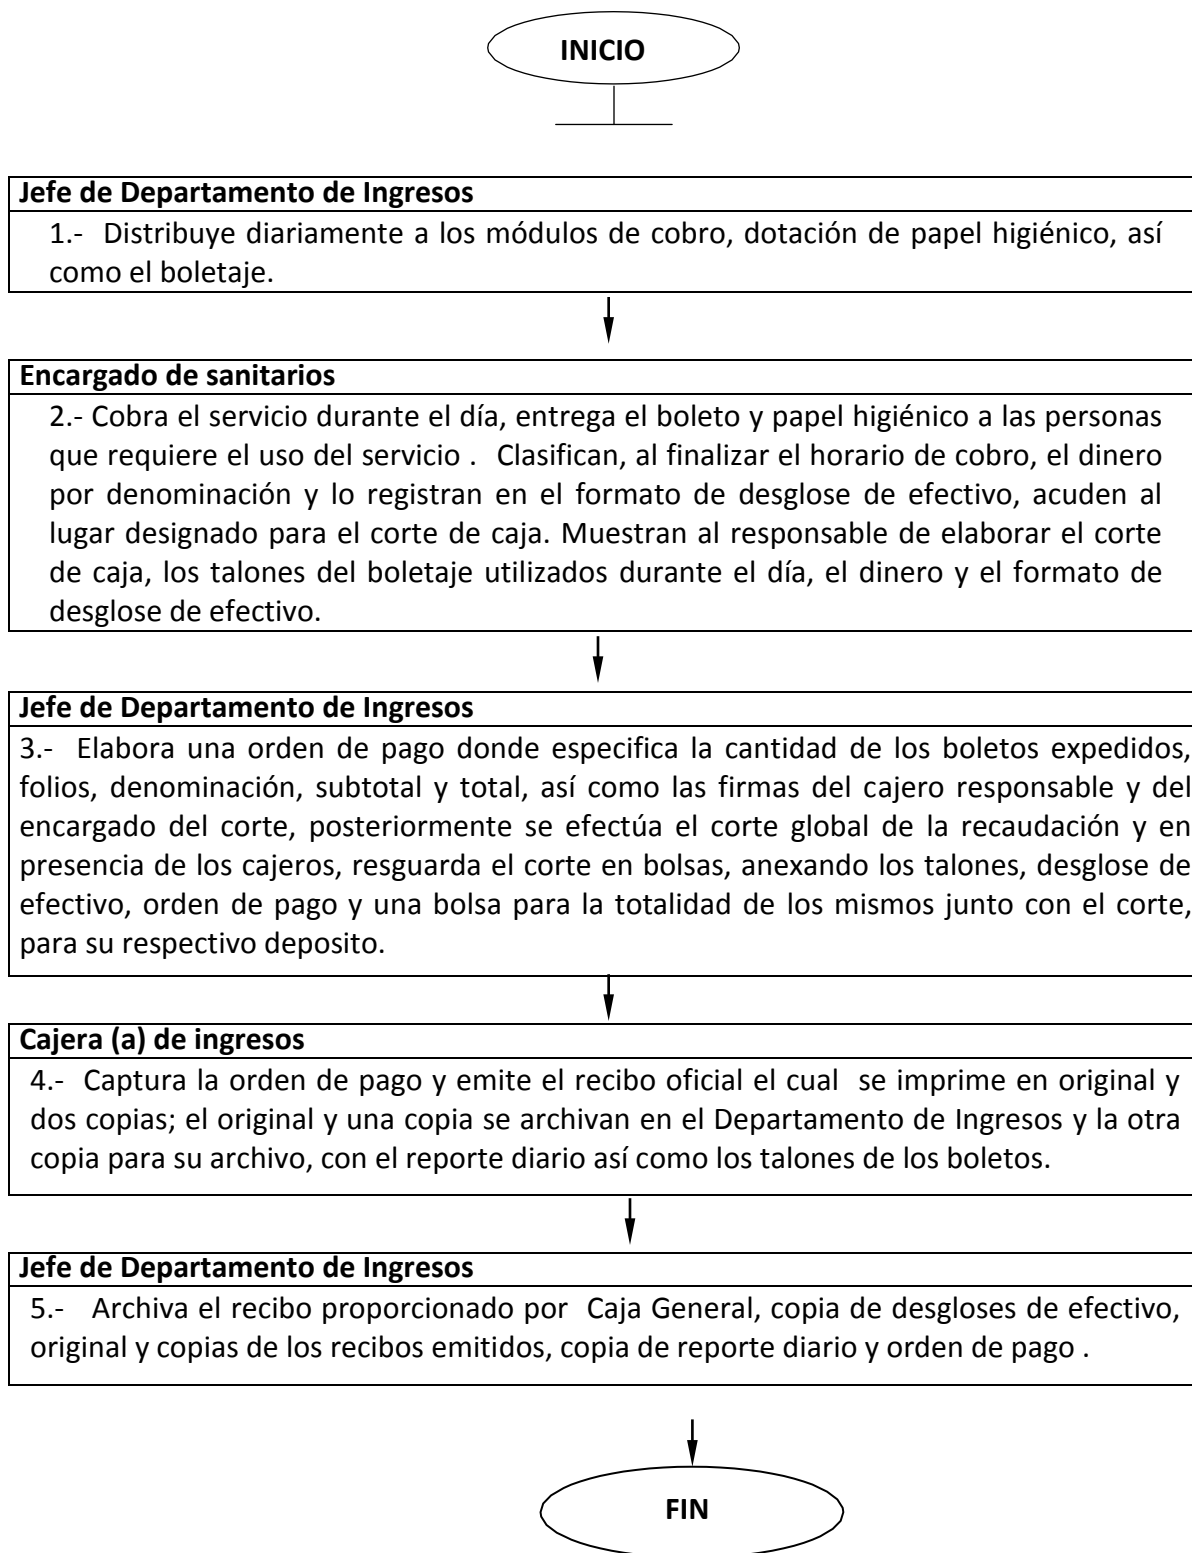 INICIO
Jefe de Departamento de Ingresos
1.- Distribuye diariamente a los módulos de cobro, dotación de papel higiénico, así
como el boletaje.
Encargado de sanitarios
2.- Cobra el servicio durante el día, entrega el boleto y papel higiénico a las personas
que requiere el uso del servicio . Clasifican, al finalizar el horario de cobro, el dinero
por denominación y lo registran en el formato de desglose de efectivo, acuden al
lugar designado para el corte de caja. Muestran al responsable de elaborar el corte
de caja, los talones del boletaje utilizados durante el día, el dinero y el formato de
desglose de efectivo.
Jefe de Departamento de Ingresos
3.- Elabora una orden de pago donde especifica la cantidad de los boletos expedidos,
folios, denominación, subtotal y total, así como las firmas del cajero responsable y del
encargado del corte, posteriormente se efectúa el corte global de la recaudación y en
presencia de los cajeros, resguarda el corte en bolsas, anexando los talones, desglose de
efectivo, orden de pago y una bolsa para la totalidad de los mismos junto con el corte,
para su respectivo deposito.
Cajera (a) de ingresos
4.- Captura la orden de pago y emite el recibo oficial el cual se imprime en original y
dos copias; el original y una copia se archivan en el Departamento de Ingresos y la otra
copia para su archivo, con el reporte diario así como los talones de los boletos.
Jefe de Departamento de Ingresos
5.- Archiva el recibo proporcionado por Caja General, copia de desgloses de efectivo,
original y copias de los recibos emitidos, copia de reporte diario y orden de pago .
FIN